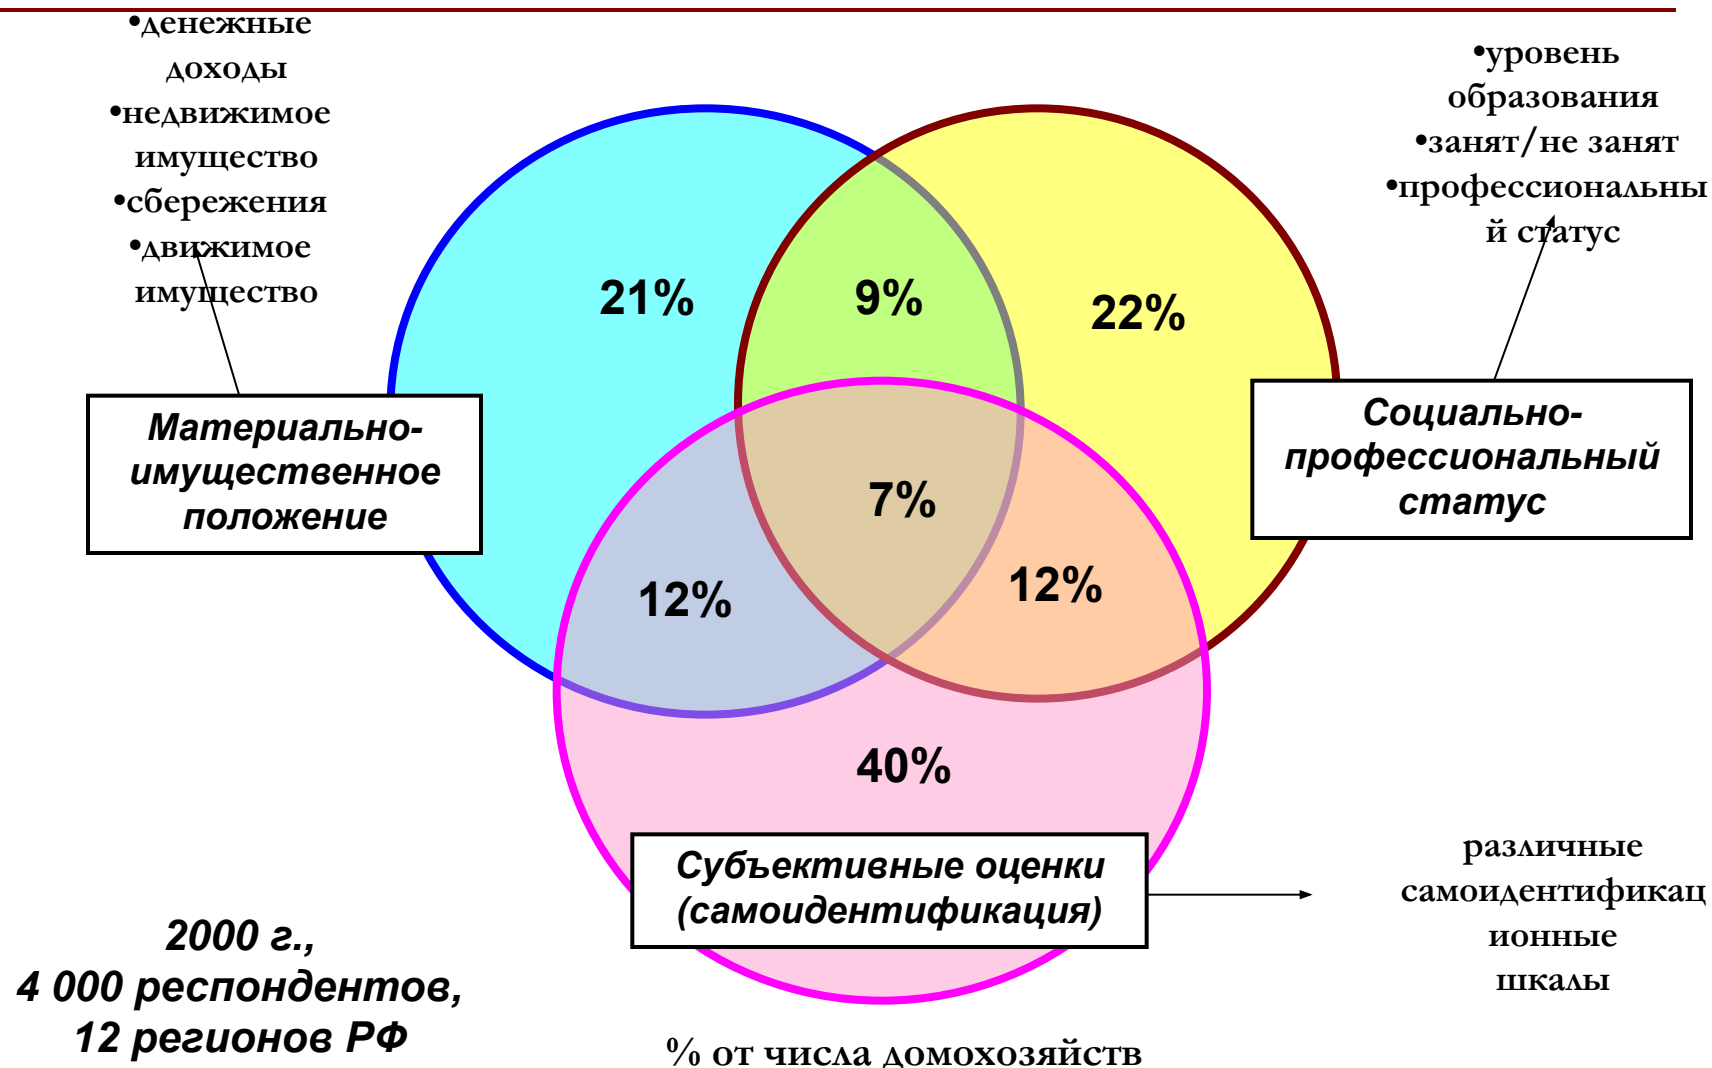 •денежные
доходы
•недвижимое
имущество
•сбережения
•движимое
имущество
•уровень
образования
•занят/не занят
•профессиональны
й статус
21%
9%
22%
Материально-
имущественное
положение
Социально-
профессиональный
статус
7%
12%
12%
40%
Субъективные оценки
(самоидентификация)
различные
самоидентификац
ионные
шкалы
2000 г.,
4 000 респондентов,
12 регионов РФ
% от числа домохозяйств